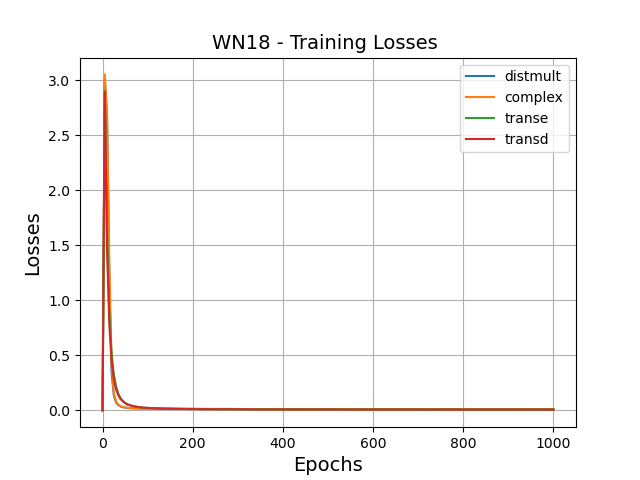 WN18 - Training Losses
distmult
complex
transe
transd
3.0
2.5
2.0
1.5
1.0
0.5
0.0
Losses
0 200 400 600 800 1000
Epochs